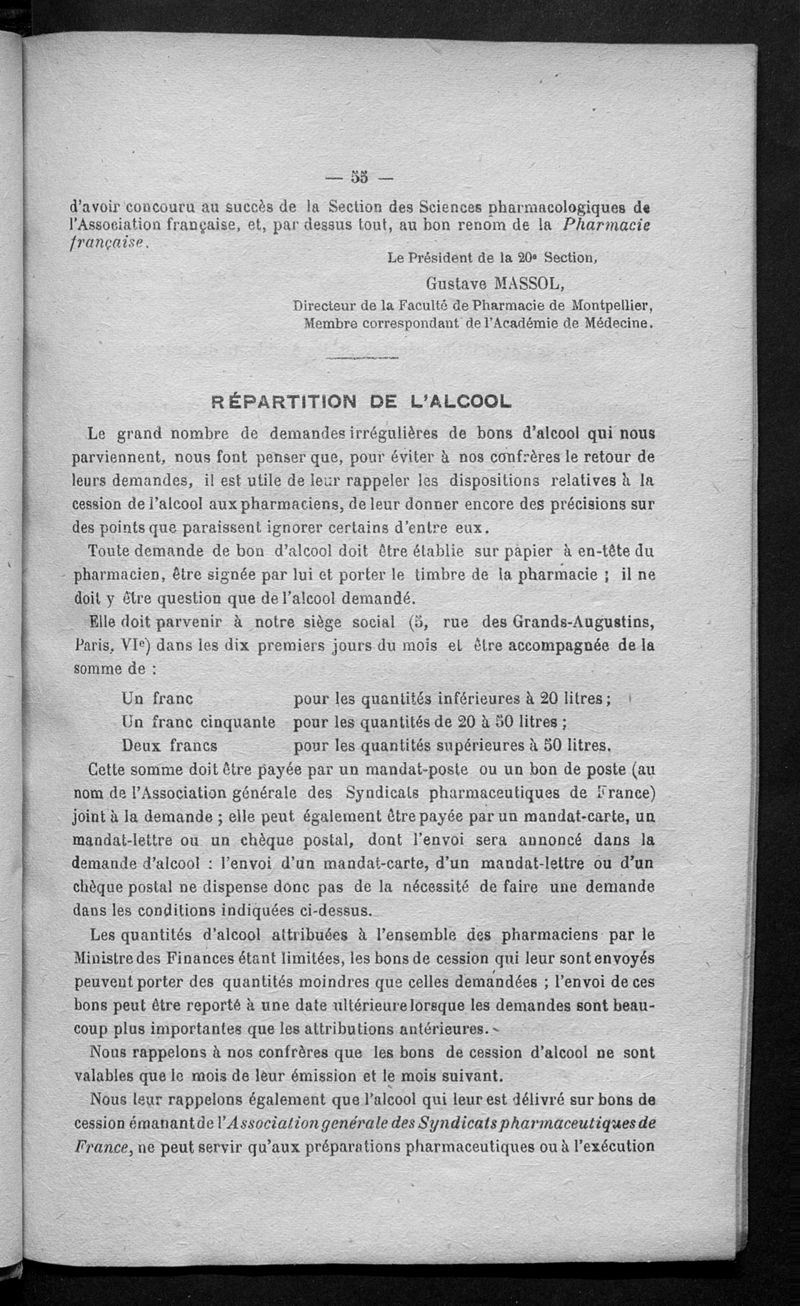 — 55 —
d'avoir concouru au succès de la Section des Sciences pharmacologiques de
l'Association française, et, par dessus tout, au bon renom de la Pharmacie
française.
Le Président de la 20e Section,
Gustave MASSOL,
Directeur de la Faculté de Pharmacie de Montpellier,
Membre correspondant de l'Académie de Médecine.
RÉPARTITION DE L'ALCOOL
Le grand nombre de demandes irrégulières de bons d'alcool qui nous
parviennent, nous font penser que, pour éviter à nos confrères le retour de
leurs demandes, il est utile de leur rappeler les dispositions relatives à la
cession de l'alcool aux pharmaciens, de leur donner encore des précisions sur
des points que paraissent ignorer certains d'entre eux.
Toute demande de bon d'alcool doit être établie sur papier à en-tête du
pharmacien, être signée par lui et porter le timbre de la pharmacie ; il ne
doit y être question que de l'alcool demandé.
Elle doit parvenir à notre siège social (5, rue des Grands-Augustins,
Paris, VIe) dans les dix premiers jours du mois et être accompagnée de la
somme de :
Un franc pour les quantités inférieures à 20 litres ;
Un franc cinquante pour les quantités de 20 à 50 litres ;
Deux francs pour les quantités supérieures à 50 litres.
Cette somme doit être payée par un mandat-poste ou un bon de poste (au
nom de l'Association générale des Syndicats pharmaceutiques de France)
joint à la demande ; elle peut également être payée par un mandat-carte, un
mandat-lettre ou un chèque postal, dont l'envoi sera annoncé dans la
demande d'alcool : l'envoi d'un mandat-carte, d'un mandat-lettre ou d'un
chèque postal ne dispense donc pas de la nécessité de faire une demande
dans les conditions indiquées ci-dessus.
Les quantités d'alcool attribuées à l'ensemble des pharmaciens par le
Ministre des Finances étant limitées, les bons de cession qui leur sont envoyés
peuvent porter des quantités moindres que celles demandées ; l'envoi de ces
bons peut être reporté à une date ultérieure lorsque les demandes sont beau-
coup plus importantes que les attributions antérieures.
Nous rappelons à nos confrères que les bons de cession d'alcool ne sont
valables que le mois de leur émission et le mois suivant.
Nous leur rappelons également que l'alcool qui leur est délivré sur bons de
cession émanant de l'Association genérale des Syndicats pharmaceutiques de
France, ne peut servir qu'aux préparations pharmaceutiques ou à l'exécution